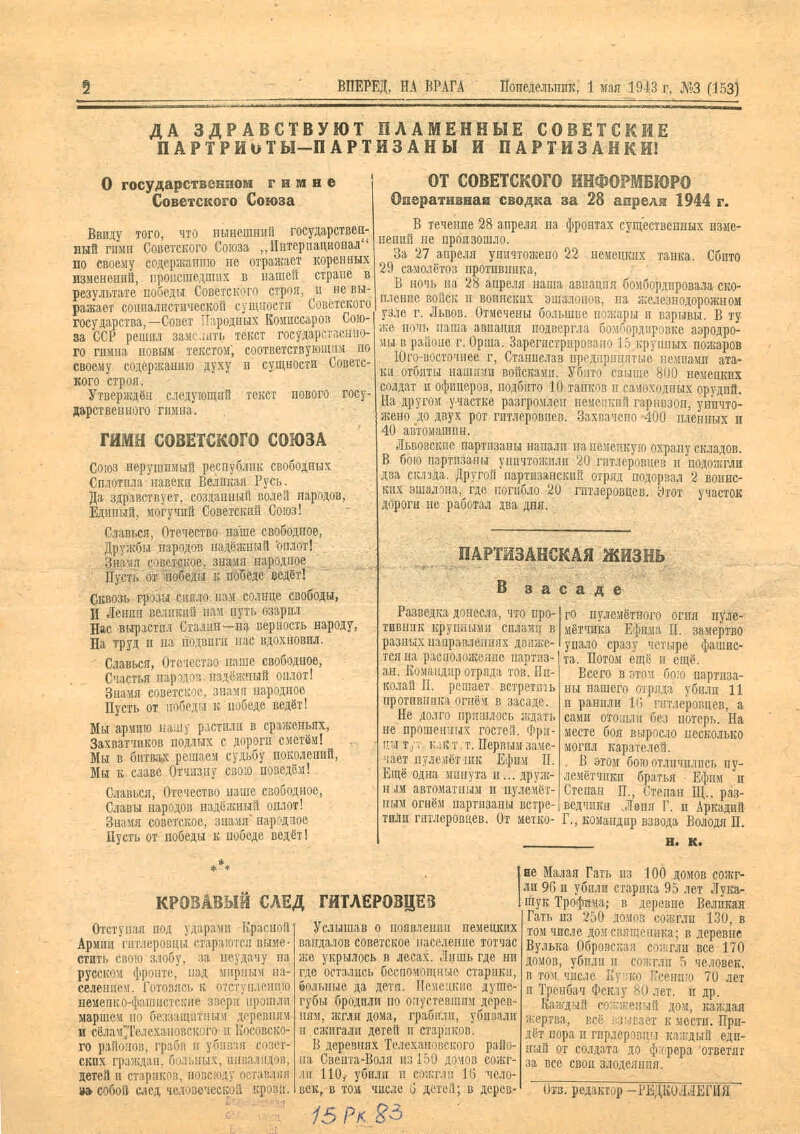 2
ВПЕРЕД, НА ВРАГА Понедельник, 1 мая 1943 г, №3 (153)
ДА ЗДРАВСТВУЮТ ПЛАМЕННЫЕ СОВЕТСКИЕ
ПАРТРИОТЫ—ПАРТИЗАНЫ И ПАРТИЗАНКИ!
О государственном гимне
Советского Союза
Ввиду того, что нынешний государствен-
ный гимн Советского Союза „Интернационал"
по своему содержанию не отражает коренных
изменений, происшедших в нашей стране в
результате победы Советского строя, и не вы-
ражает социалистической сущности Советского
государства,—Совет Народных Комиссаров Сою-
за ССР решил заменить текст государственно-
го гимна новым текстом, соответствующим по
своему содержанию духу и сущности Советс-
кого строя.
Утверждён следующий текст нового госу-
дарственного гимна.
ГИМН СОВЕТСКОГО СОЮЗА
Союз нерушимый республик свободных
Сплотила навеки Великая Русь.
Да здравствует, созданный волей народов,
Единый, могучий Советский Союз!
Славься, Отечество наше свободное,
Дружбы народов надёжный оплот!
Знамя советское, знамя народное
Пусть от победы к победе ведёт!
Сквозь грозы сияло нам солнце свободы,
И Ленин великий нам путь озарил
Нас вырастил Сталин—на верность народу,
На труд и на подвиги нас вдохновил.
Славься, Отечество наше свободное,
Счастья народов надёжный оплот!
Знамя советское, знамя народное
Пусть от победы к победе ведёт!
Мы армию нашу растили в сраженьях,
Захватчиков подлых с дороги сметём!
Мы в битвах решаем судьбу поколений,
Мы к славе Отчизну свою поведём!
Славься, Отечество наше свободное,
Славы народов надёжный оплот!
Знамя советское, знамя народное
Пусть от победы к победе ведёт!
***
ОТ СОВЕТСКОГО ИНФОРМБЮРО
Оперативная сводка за 28 апреля 1944 г.
В течение 28 апреля на фронтах существенных изме-
нений не произошло.
За 27 апреля уничтожено 22 немецких танка. Сбито
29 самолётов противника,
В ночь на 28 апреля наша авиация бомбордировала ско-
пление войск и воинских эшалонов, на железнодорожном
узле г. Львов. Отмечены большие пожары и взрывы. В ту
же ночь наша авиация подвергла бомбордировке аэродро-
мы в районе г. Орша. Зарегистрировано 15 крупных пожаров
Юго-восточнее г, Станислав предпринятые немцами ата-
ки отбиты нашими войсками. Убито свыше 800 немецких
солдат и офицеров, подбито 10 танков и самоходных орудий.
На другом участке разгромлен немецкий гарнизон, уничто-
жено до двух рот гитлеровцев. Захвачено 400 пленных и
40 автомашин.
Львовские партизаны напали на немецкую охрану складов.
В бою партизаны уничтожили 20 гитлеровцев и подожгли
два склада. Другой партизанский отряд подорвал 2 воинс-
ких эшалона, где погибло 20 гитлеровцев. Этот участок
дороги не работал два дня.
ПАРТИЗАНСКАЯ ЖИЗНЬ
В засаде
Разведка донесла, что про-
тивник крупными силами в
разных направлениях движе-
тся на расположение партиз-
ан. Командир отряда тов. Ни-
колай П. решает встретить
противника огнём в засаде.
Не долго пришлось ждать
не прошенных гостей. Фри-
цы тут, как т. т. Первым заме-
чает пулемётчик Ефим П.
Ещё одна минута и... друж-
ным автоматным и пулемёт-
ным огнём партизаны встре-
тили гитлеровцев. От метко-
го пулемётного огня пуле-
мётчика Ефима П. замертво
упало сразу четыре фашис-
та. Потом ещё и ещё.
Всего в этом бою партиза-
ны нашего отряда убили 11
и ранили 16 гитлеровцев, а
сами отошли без потерь. На
месте боя выросло несколько
могил карателей.
В этом бою отличились пу-
лемётчики братья Ефим и
Степан П., Степан Щ., раз-
ведчики Лёня Г. и Аркадий
Г., командир взвода Володя П.
Н. К.
КРОВАВЫЙ СЛЕД ГИТЛЕРОВЦЕВ
Отступая под ударами Красной
Армии гитлеровцы стараются выме-
стить свою злобу, за неудачу на
русском фронте, над мирным на-
селением. Готовясь к отступлению
немецко-фашистские звери прошли
маршем по беззащитным деревням
и сёлам Телехановского и Косовско-
го районов, грабя и убивая совет-
ских граждан, больных, инвалидов,
детей и стариков, повсюду оставляя
за собой след человеческой крови.
Услышав о появлении немецких
вандалов советское население тотчас
же укрылось в лесах. Лишь где ни
где остались беспомощные старики,
больные да дети. Немецкие душе-
губы бродили по опустевшим дерев-
ням, жгли дома, грабили, убивали
и сжигали детей и стариков.
В деревнях Телехановского райо-
на Свента-Воля из 150 домов сожг-
ли 110, убили и сожгли 16 чело-
век, в том числе 6 детей; в дерев-
не Малая Гать из 100 домов сожг-
ли 96 и убили старика 95 лет Лука-
шук Трофима; в деревне Великая
Гать из 250 домов сожгли 130, в
том числе дом священника; в деревне
Вулька Обровская сожгли все 170
домов, убили и сожгли 5 человек,
в том числе Кунко Ксению 70 лет
и Тренбач Феклу 80 лет. и др.
Каждый сожженый дом, каждая
жертва, всё взывает к мести. При-
дёт пора и гирлеровцы каждый еди-
ный от солдата до фюрера ответят
за все свои злодеяния.
Отв. редактор—РЕДКОЛЛЕГИЯ
15 Рк 83